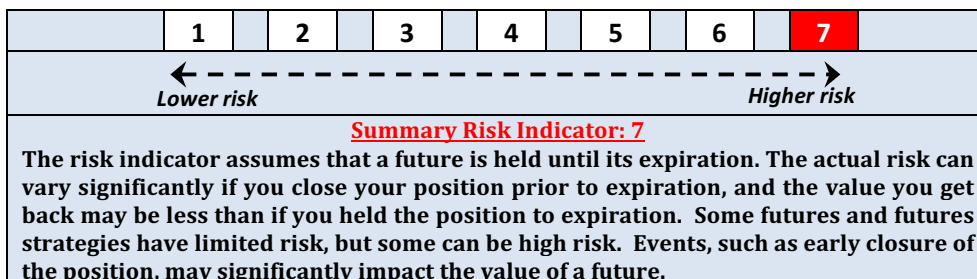 1 2 3 4 5 6 7
Lower risk Higher risk
Summary Risk Indicator: 7
The risk indicator assumes that a future is held until its expiration. The actual risk can
vary significantly if you close your position prior to expiration, and the value you get
back may be less than if you held the position to expiration. Some futures and futures
strategies have limited risk, but some can be high risk. Events, such as early closure of
the position, may significantly impact the value of a future.